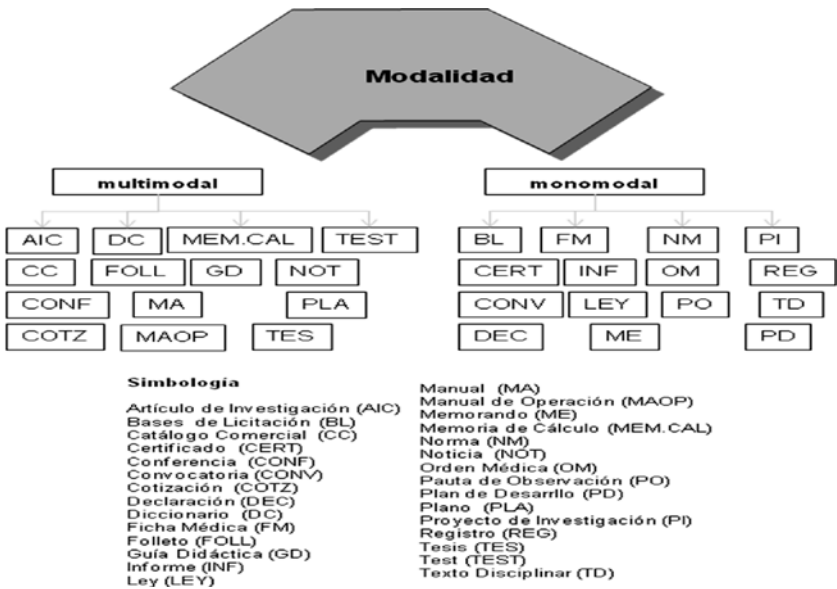 Modalidad
multimodal
monomodal
AIC DC MEM.CAL TEST
CC FOLL GD NOT
CONF MA PLA
COTZ MAOP TES
BL FM NM PI
CERT INF OM REG
CONV LEY PO TD
DEC ME PD
Simbología
Artículo de Investigación (AIC)
Bases de Licitación (BL)
Catálogo Comercial (CC)
Certificado (CERT)
Conferencia (CONF)
Convocatoria (CONV)
Cotización (COTZ)
Declaración (DEC)
Diccionario (DC)
Ficha Médica (FM)
Folleto (FOLL)
Guía Didáctica (GD)
Informe (INF)
Ley (LEY)
Manual (MA)
Manual de Operación (MAOP)
Memorando (ME)
Memoria de Cálculo (MEM.CAL)
Norma (NM)
Noticia (NOT)
Orden Médica (OM)
Pauta de Observación (PO)
Plan de Desarrllo (PD)
Plano (PLA)
Proyecto de Investigación (PI)
Registro (REG)
Tesis (TES)
Test (TEST)
Texto Disciplinar (TD)